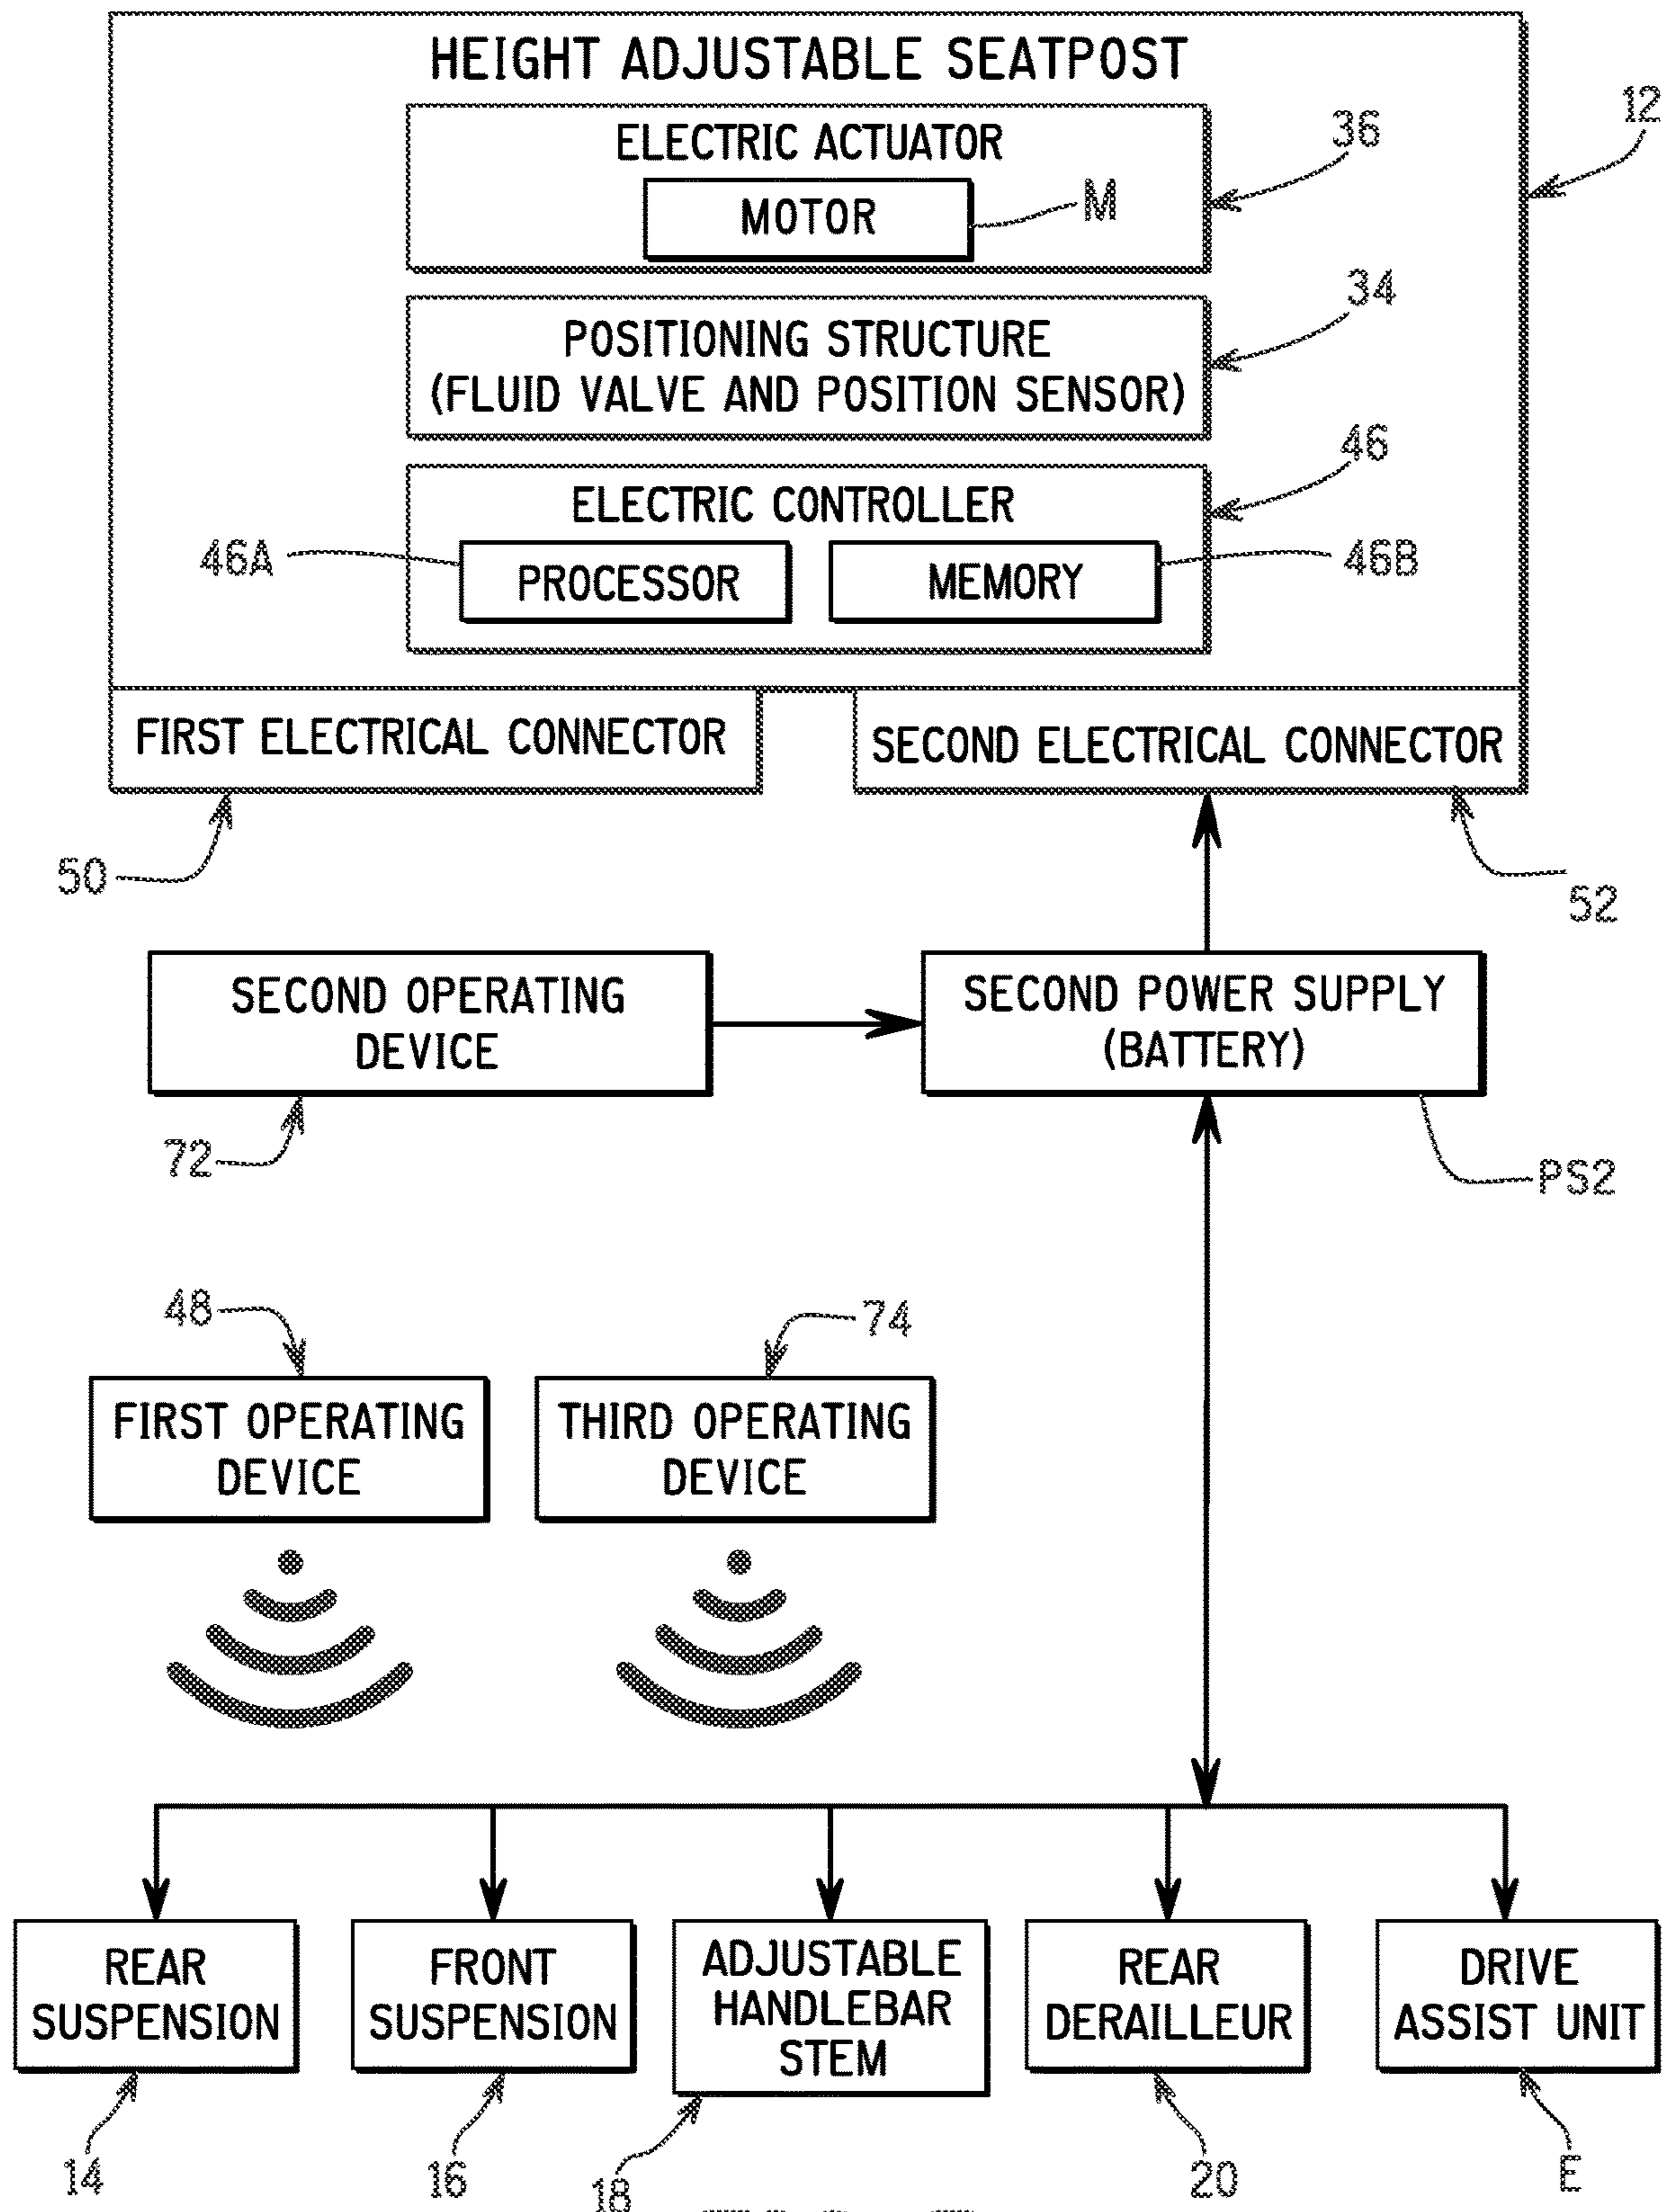 HEIGHT ADJUSTABLE SEATPOST
12
ELECTRIC ACTUATOR
36
MOTOR
M
34
POSITIONING STRUCTURE
(FLUID VALVE AND POSITION SENSOR)
46
ELECTRIC CONTROLLER
46A
PROCESSOR
MEMORY
46B
FIRST ELECTRICAL CONNECTOR
SECOND ELECTRICAL CONNECTOR
50
52
SECOND OPERATING
DEVICE
SECOND POWER SUPPLY
(BATTERY)
72
PS2
48
74
FIRST OPERATING
DEVICE
THIRD OPERATING
DEVICE
REAR
SUSPENSION
FRONT
SUSPENSION
ADJUSTABLE
HANDLEBAR
STEM
REAR
DERAILLEUR
DRIVE
ASSIST UNIT
14
16
18
20
E